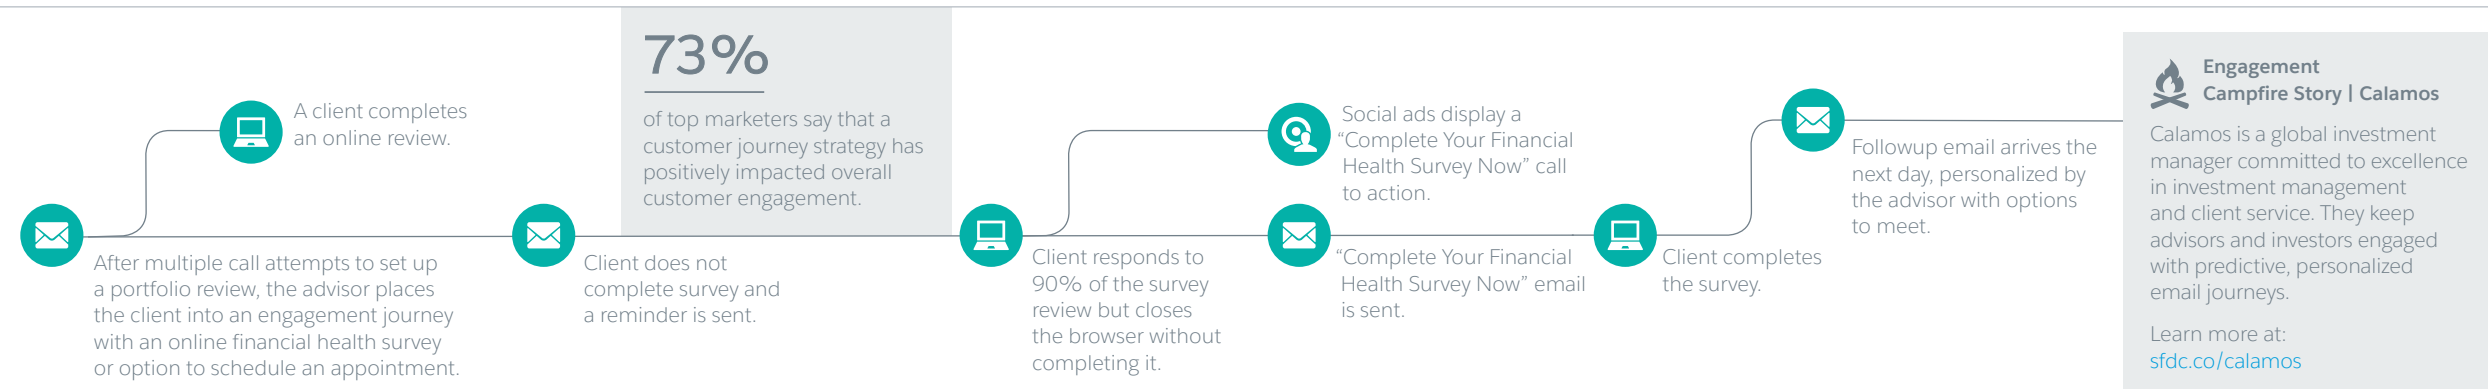 A client completes
an online review.
After multiple call attempts to set up
a portfolio review, the advisor places
the client into an engagement journey
with an online financial health survey
or option to schedule an appointment.
Client does not
complete survey and
a reminder is sent.
73%
of top marketers say that a
customer journey strategy has
positively impacted overall
customer engagement.
Client responds to
90% of the survey
review but closes
the browser without
completing it.
Social ads display a
“Complete Your Financial
Health Survey Now” call
to action.
“Complete Your Financial
Health Survey Now” email
is sent.
Client completes
the survey.
Followup email arrives the
next day, personalized by
the advisor with options
to meet.
Engagement
Campfire Story | Calamos
Calamos is a global investment
manager committed to excellence
in investment management
and client service. They keep
advisors and investors engaged
with predictive, personalized
email journeys.
Learn more at:
sfdc.co/calamos